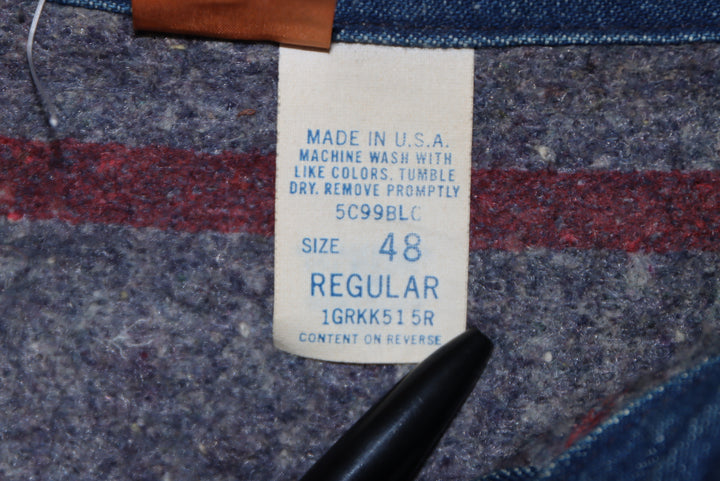 MADE IN U.S.A.
MACHINE WASH WITH
LIKE COLORS, TUMBLE
DRY. REMOVE PROMPTLY
5C99BLC
SIZE 48
REGULAR
1GRKK515R
CONTENT ON REVERSE